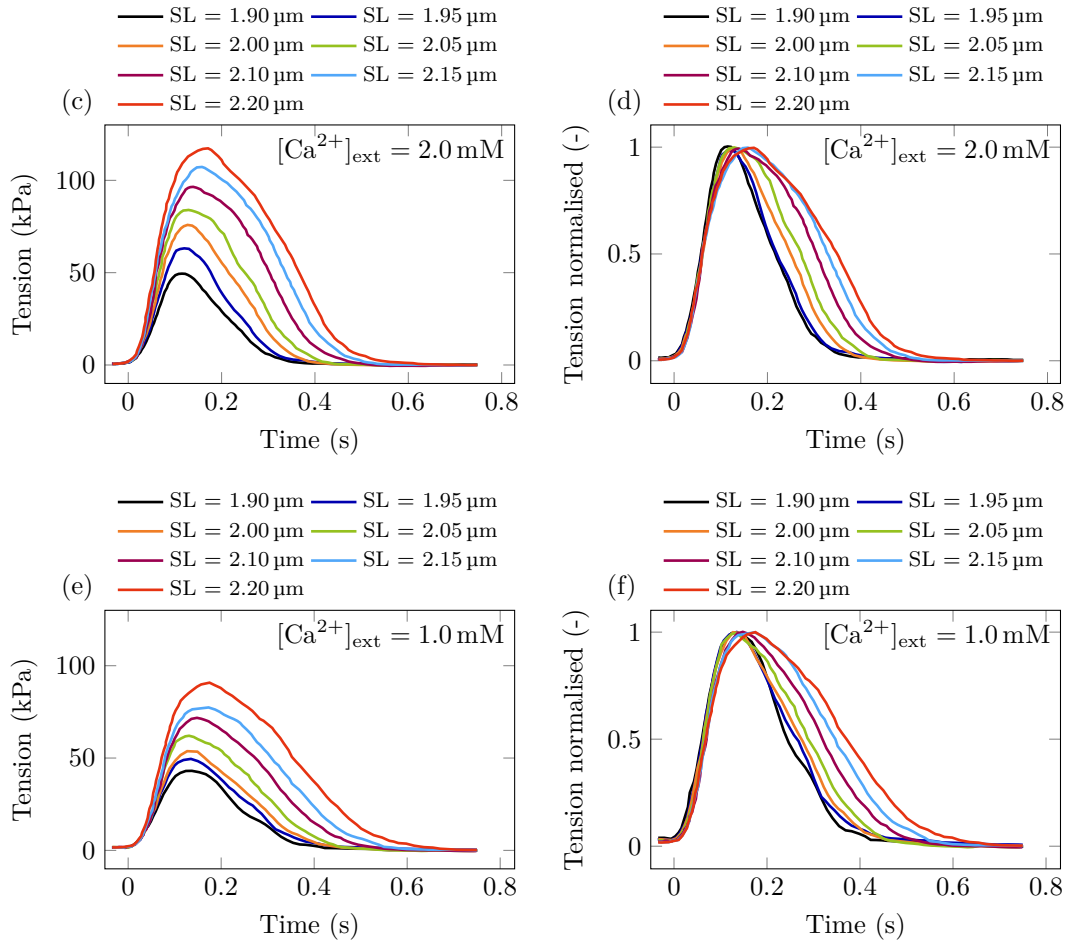 SL = 1.90 µm SL = 1.95 µm
SL = 2.00 µm SL = 2.05 µm
SL = 2.10 µm SL = 2.15 µm
SL = 2.20 µm
(c)
[Ca²⁺]ext = 2.0 mM
Tension (kPa)
100
50
0
0 0.2 0.4 0.6 0.8
Time (s)
SL = 1.90 µm SL = 1.95 µm
SL = 2.00 µm SL = 2.05 µm
SL = 2.10 µm SL = 2.15 µm
SL = 2.20 µm
(d)
[Ca²⁺]ext = 2.0 mM
Tension normalised (-)
1
0.5
0
0 0.2 0.4 0.6 0.8
Time (s)
SL = 1.90 µm SL = 1.95 µm
SL = 2.00 µm SL = 2.05 µm
SL = 2.10 µm SL = 2.15 µm
SL = 2.20 µm
(e)
[Ca²⁺]ext = 1.0 mM
Tension (kPa)
100
50
0
0 0.2 0.4 0.6 0.8
Time (s)
SL = 1.90 µm SL = 1.95 µm
SL = 2.00 µm SL = 2.05 µm
SL = 2.10 µm SL = 2.15 µm
SL = 2.20 µm
(f)
[Ca²⁺]ext = 1.0 mM
Tension normalised (-)
1
0.5
0
0 0.2 0.4 0.6 0.8
Time (s)